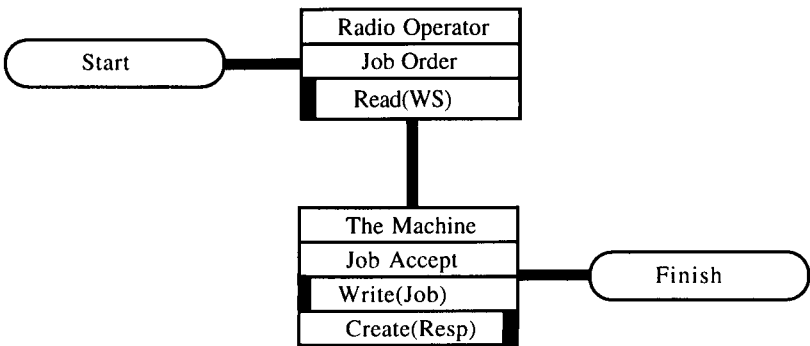 Start
Radio Operator
Job Order
Read(WS)
The Machine
Job Accept
Write(Job)
Create(Resp)
Finish